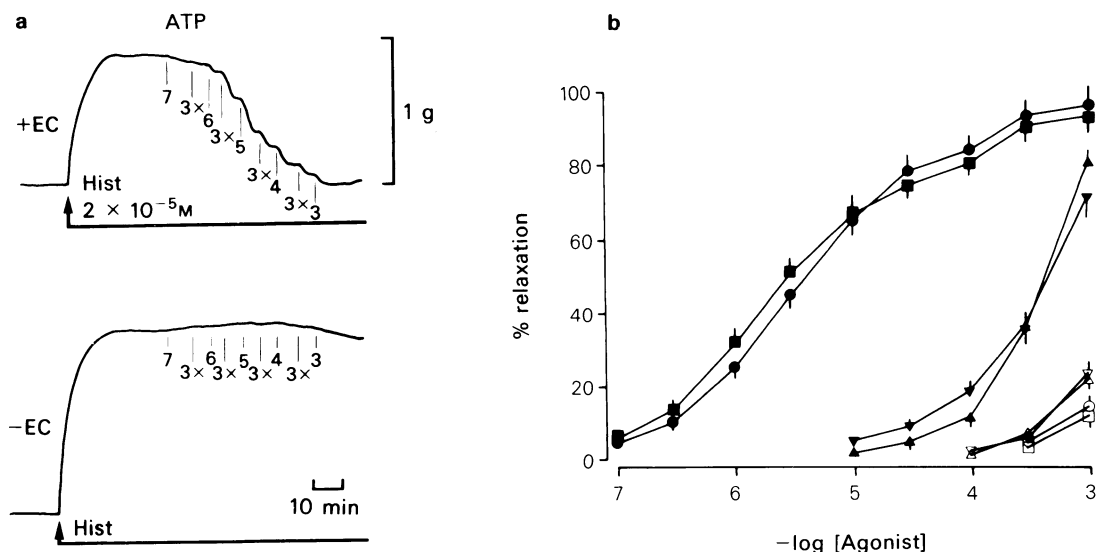 a
ATP
7
3×
6
3×
5
3×
4
3×
3
1 g
+EC
Hist
2 × 10⁻⁵M
7
3×
6
3×
5
3×
4
3×
3
−EC
10 min
Hist
b
100
80
60
40
20
0
% relaxation
7 6 5 4 3
−log [Agonist]